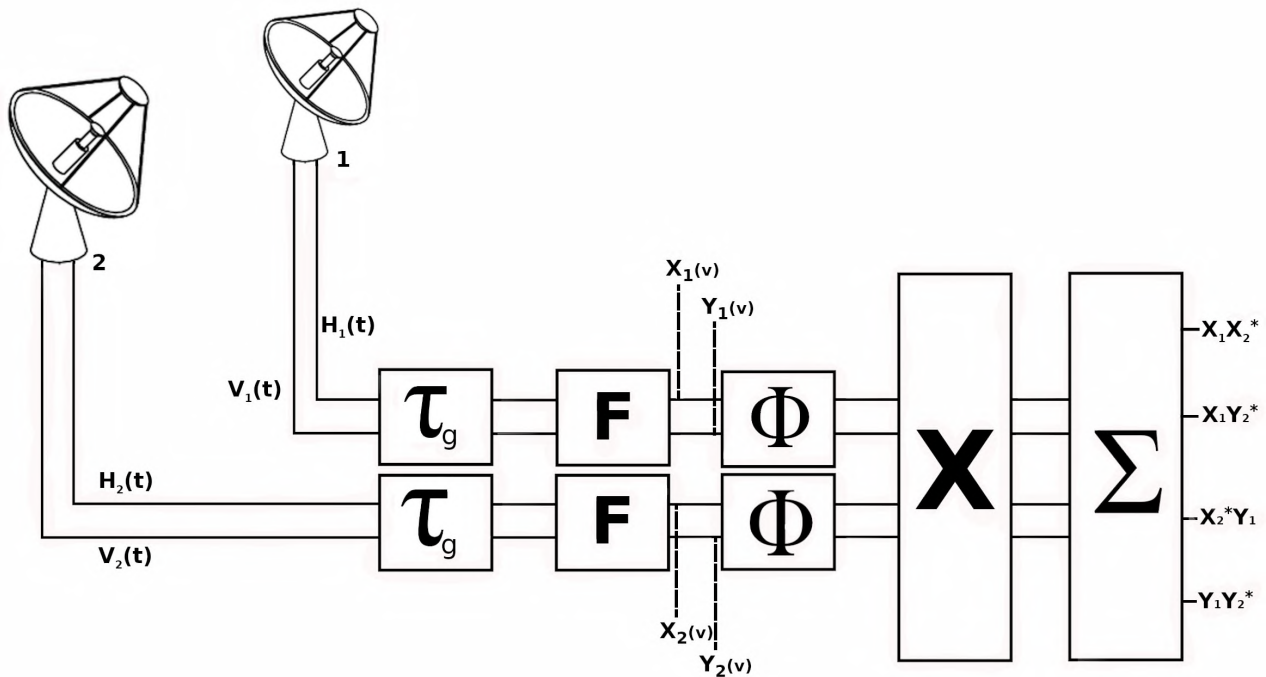 1
2
X₁(v)
Y₁(v)
H₁(t)
X₁X₂*
V₁(t)
τg
F
Φ
X₁Y₂*
X
Σ
H₂(t)
τg
F
Φ
X₂*Y₁
V₂(t)
Y₁Y₂*
X₂(v)
Y₂(v)